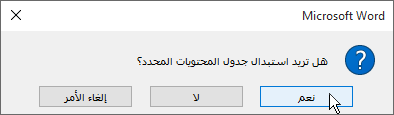 Microsoft Word
هل تريد استبدال جدول المحتويات المحدد؟
نعم
لا
إلغاء الأمر